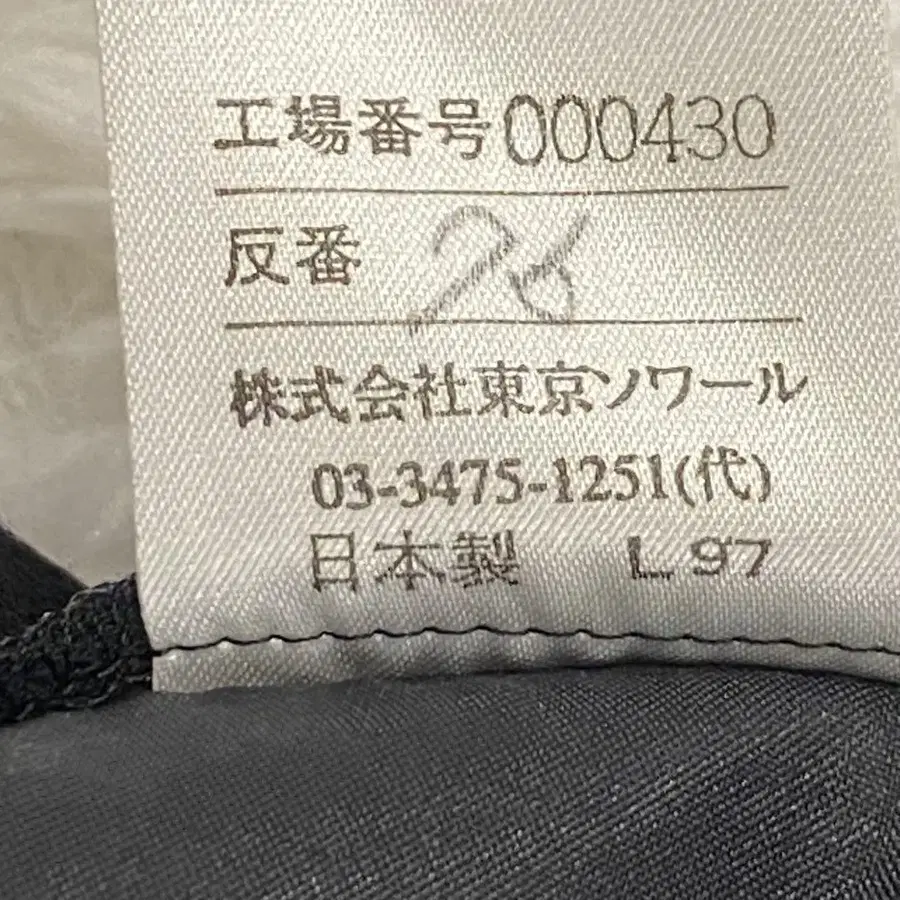 工場番号000430
反番
株式会社東京ソワール
03-3475-1251(代)
日本製 L97